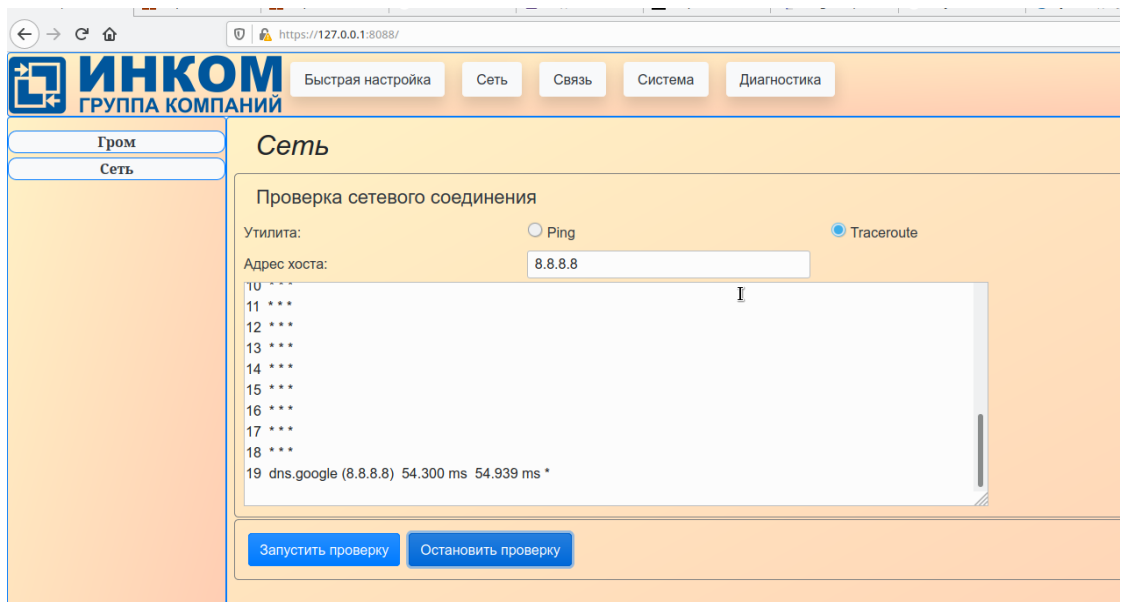 https://127.0.0.1:8088/
ИНКОМ
ГРУППА КОМПАНИЙ
Быстрая настройка Сеть Связь Система Диагностика
Гром
Сеть
Сеть
Проверка сетевого соединения
Утилита: Ping Traceroute
Адрес хоста: 8.8.8.8
10 * * *
11 * * *
12 * * *
13 * * *
14 * * *
15 * * *
16 * * *
17 * * *
18 * * *
19 dns.google (8.8.8.8) 54.300 ms 54.939 ms *
Запустить проверку Остановить проверку